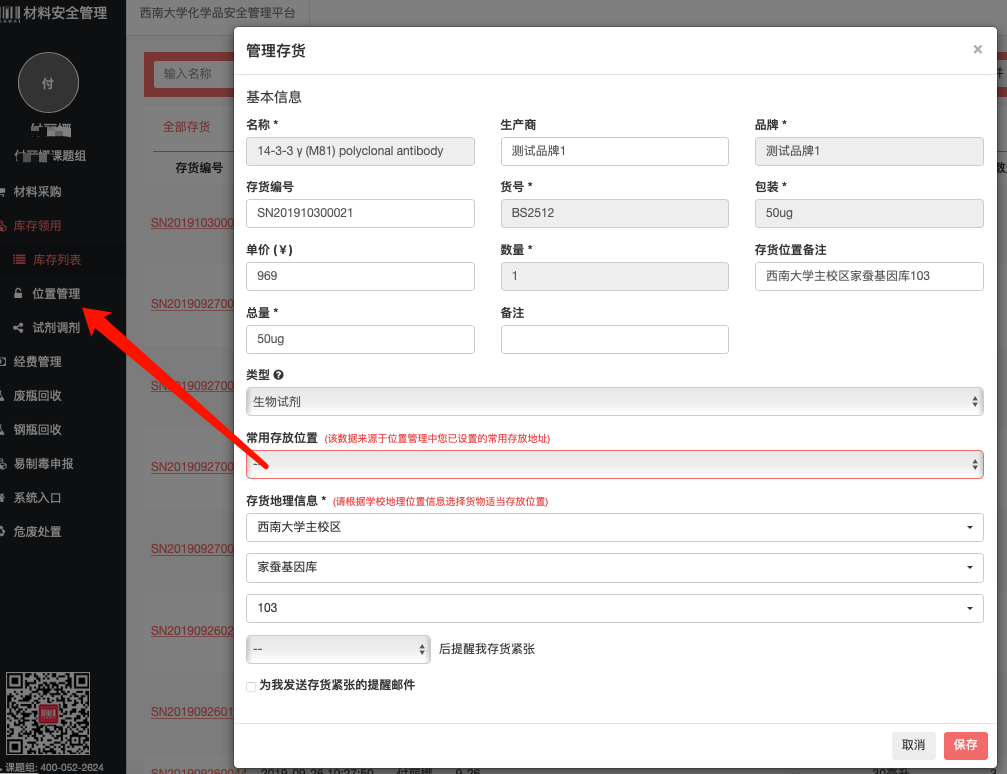 材料安全管理
西南大学化学品安全管理平台
付
课题组
材料采购
库存领用
库存列表
位置管理
试剂调剂
经费管理
废瓶回收
钢瓶回收
易制毒申报
系统入口
危废处置
课题组: 400-052-2624
输入名称
全部存货
存货编号
SN201910300
SN201909270
SN201909270
SN201909270
SN201909270
SN201909260
SN201909260
管理存货
×
基本信息
名称 *
生产商
品牌 *
14-3-3 γ (M81) polyclonal antibody
测试品牌1
测试品牌1
存货编号
货号 *
包装 *
SN201910300021
BS2512
50ug
单价 (¥)
数量 *
存货位置备注
969
1
西南大学主校区家蚕基因库103
总量 *
备注
50ug
类型
生物试剂
常用存放位置 (该数据来源于位置管理中您已设置的常用存放地址)
--
存货地理信息 * (请根据学校地理位置信息选择货物适当存放位置)
西南大学主校区
家蚕基因库
103
-- 后提醒我存货紧张
为我发送存货紧张的提醒邮件
取消
保存